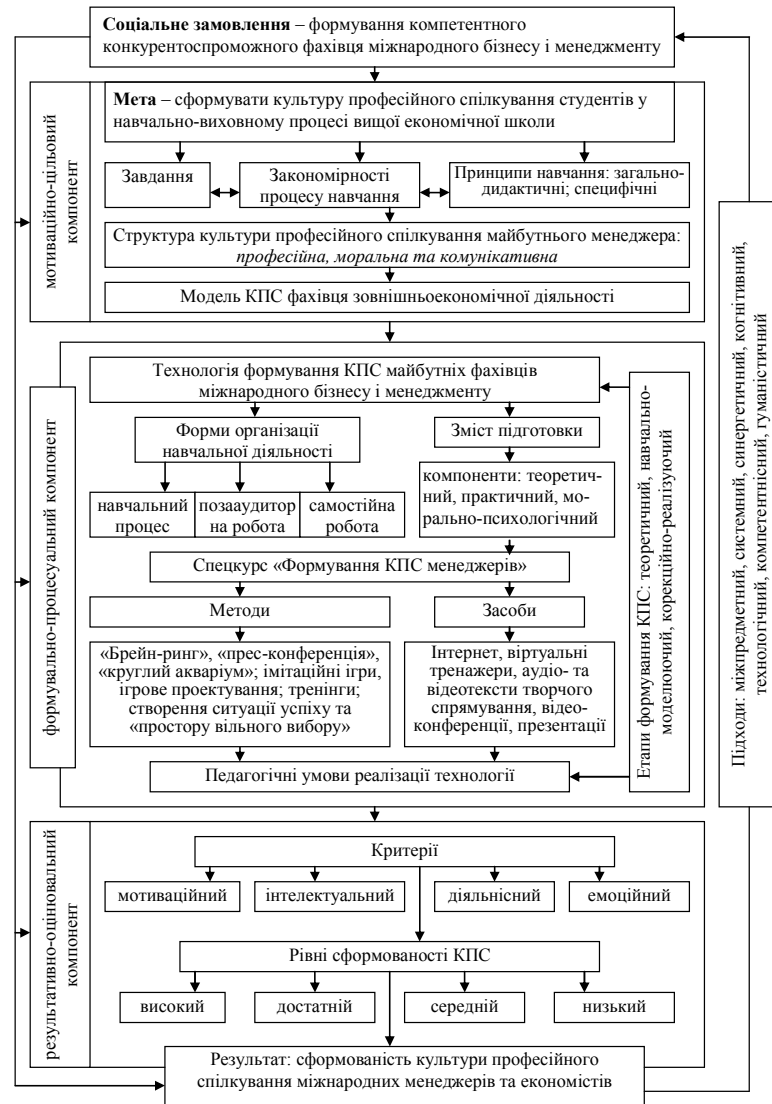 Соціальне замовлення – формування компетентного
конкурентоспроможного фахівця міжнародного бізнесу і менеджменту
мотиваційно-цільовий
компонент
Мета – сформувати культуру професійного спілкування студентів у
навчально-виховному процесі вищої економічної школи
Завдання
Закономірності
процесу навчання
Принципи навчання: загально-
дидактичні; специфічні
Структура культури професійного спілкування майбутнього менеджера:
професійна, моральна та комунікативна
Модель КПС фахівця зовнішньоекономічної діяльності
формувально-процесуальний компонент
Технологія формування КПС майбутніх фахівців
міжнародного бізнесу і менеджменту
Форми організації
навчальної діяльності
Зміст підготовки
навчальний
процес
позааудитор
на робота
самостійна
робота
компоненти: теоретич-
ний, практичний, мо-
рально-психологічний
Спецкурс «Формування КПС менеджерів»
Методи
Засоби
«Брейн-ринг», «прес-конференція»,
«круглий акваріум»; імітаційні ігри,
ігрове проектування; тренінги;
створення ситуації успіху та
«простору вільного вибору»
Інтернет, віртуальні
тренажери, аудіо- та
відеотексти творчого
спрямування, відео-
конференції, презентації
Педагогічні умови реалізації технології
Етапи формування КПС: теоретичний, навчально-
моделюючий, корекційно-реалізуючий
Підходи: міжпредметний, системний, синергетичний, когнітивний,
технологічний, компетентнісний, гуманістичний
результативно-оцінювальний
компонент
Критерії
мотиваційний
інтелектуальний
діяльнісний
емоційний
Рівні сформованості КПС
високий
достатній
середній
низький
Результат: сформованість культури професійного
спілкування міжнародних менеджерів та економістів